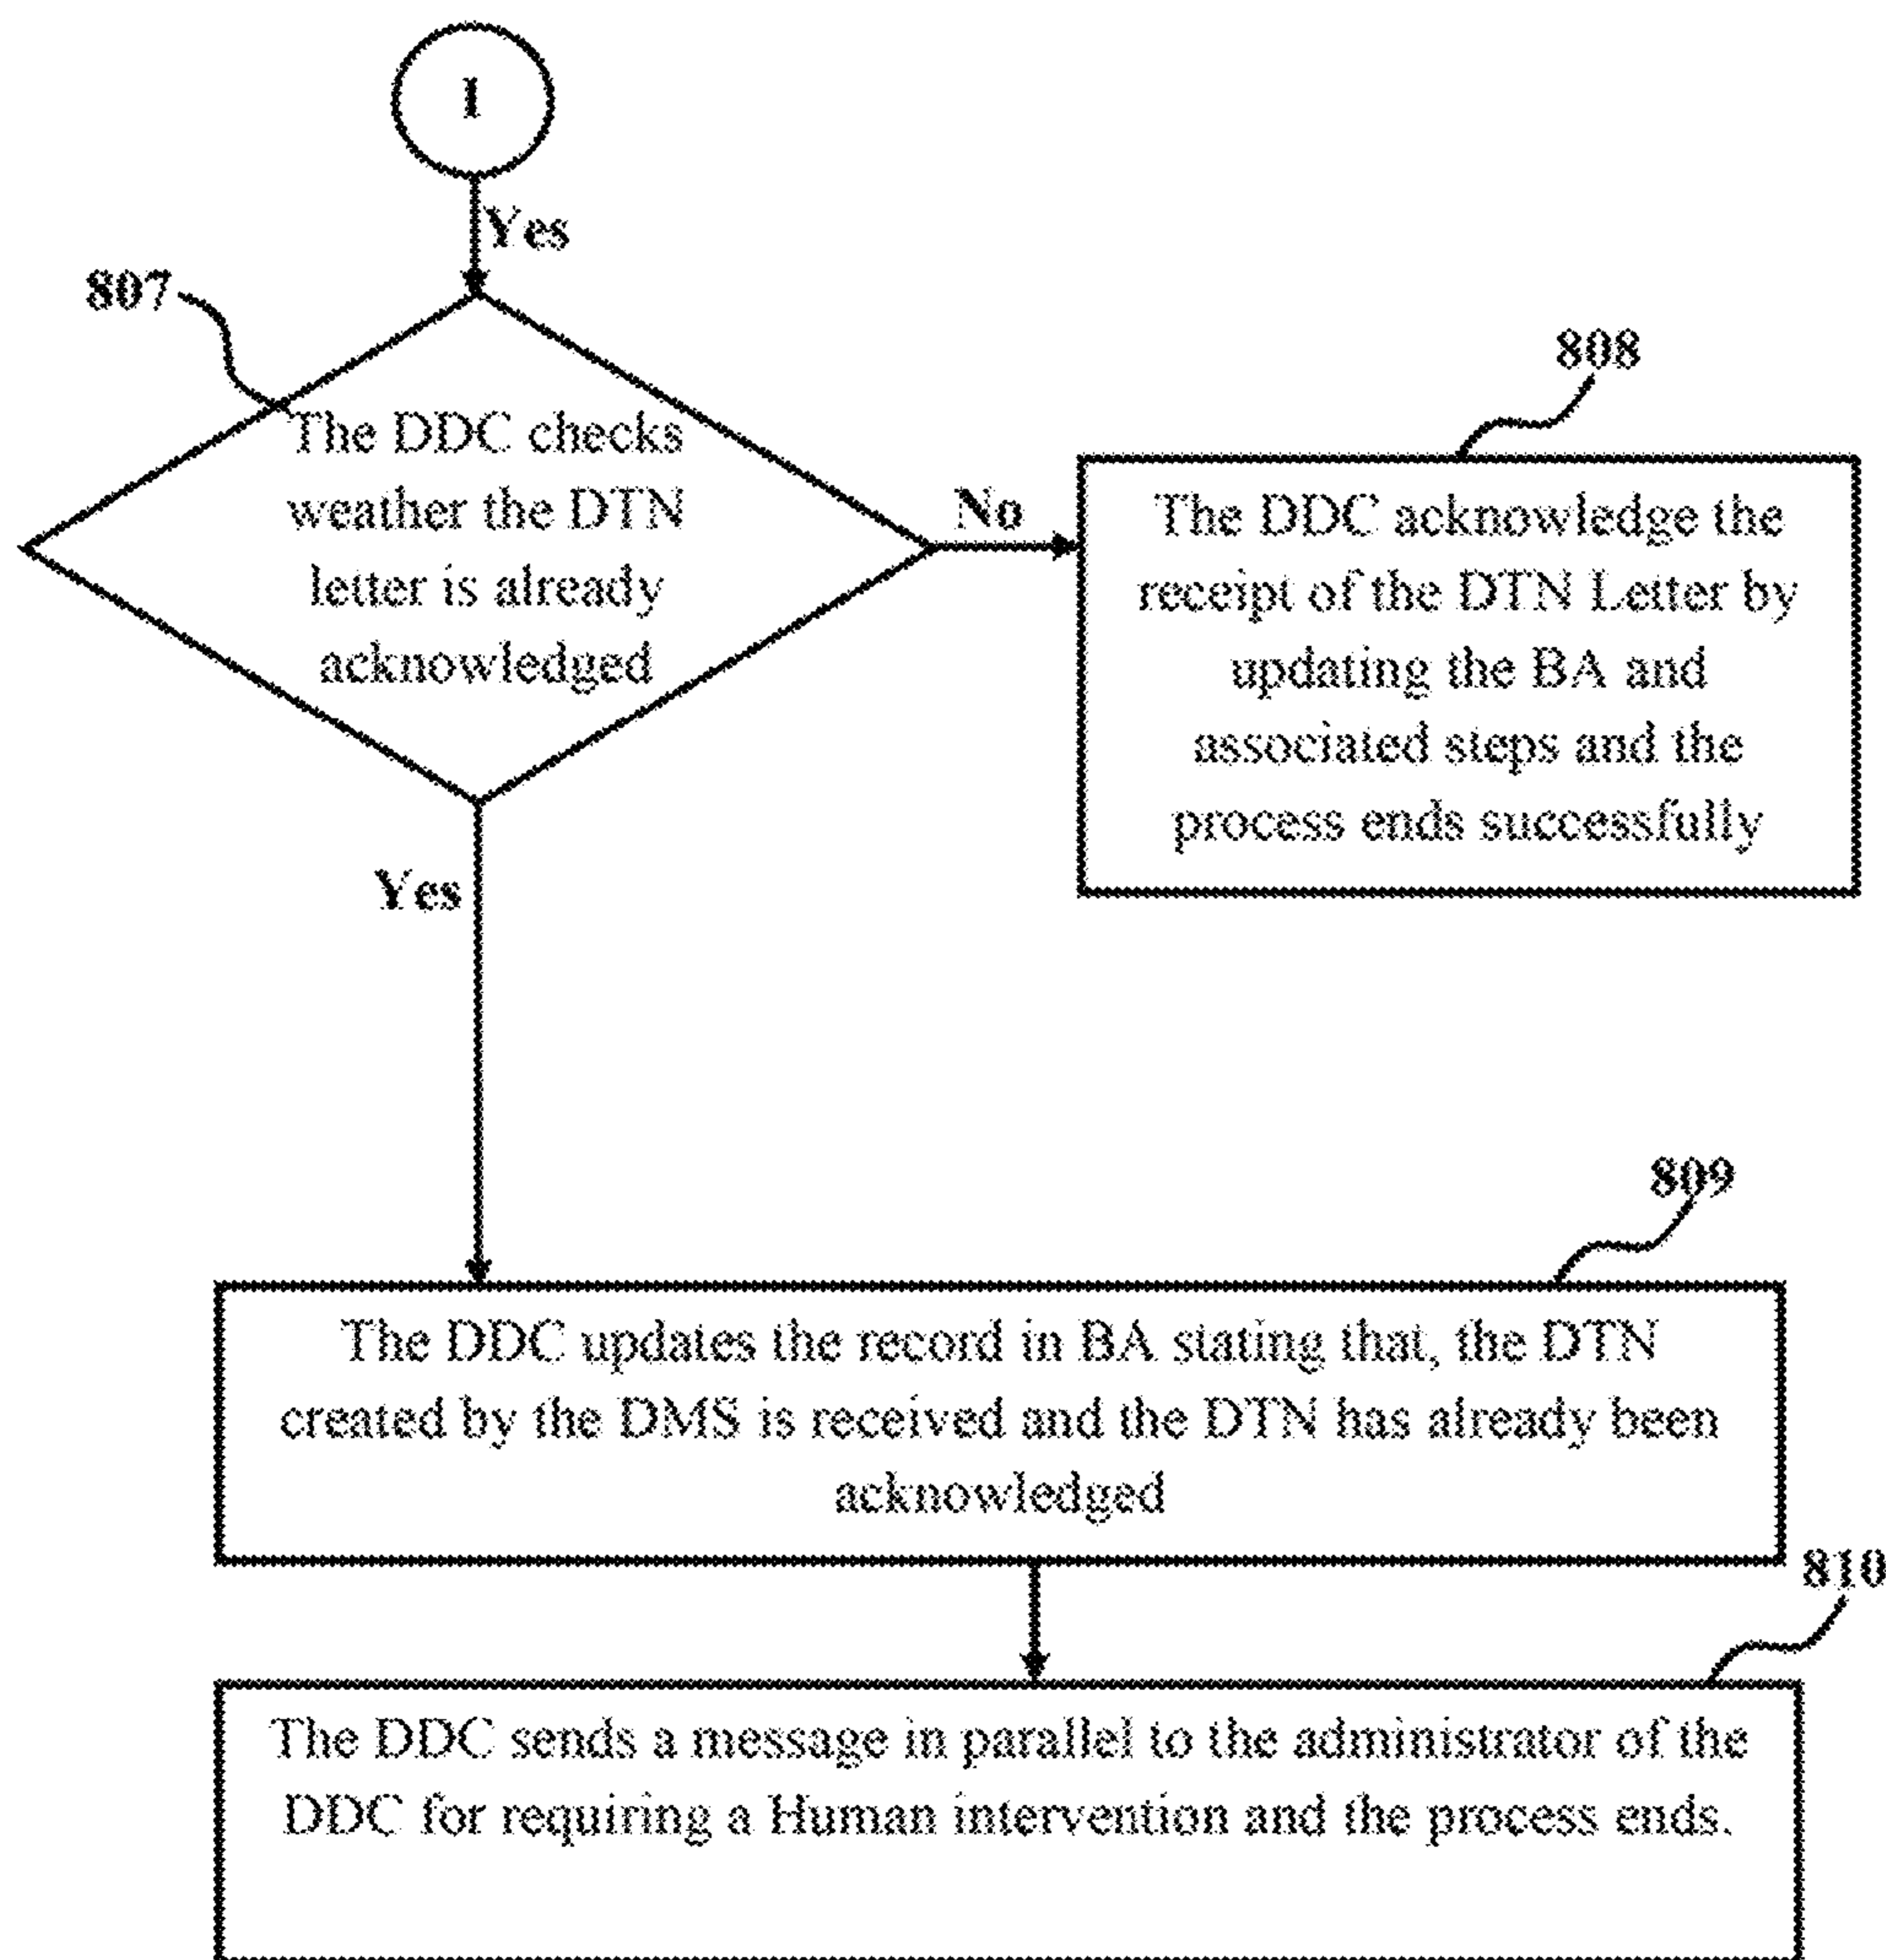 I
Yes
807
The DDC checks
weather the DTN
letter is already
acknowledged
No
808
The DDC acknowledge the
receipt of the DTN Letter by
updating the BA and
associated steps and the
process ends successfully
Yes
809
The DDC updates the record in BA stating that, the DTN
created by the DMS is received and the DTN has already been
acknowledged
810
The DDC sends a message in parallel to the administrator of the
DDC for requiring a Human intervention and the process ends.